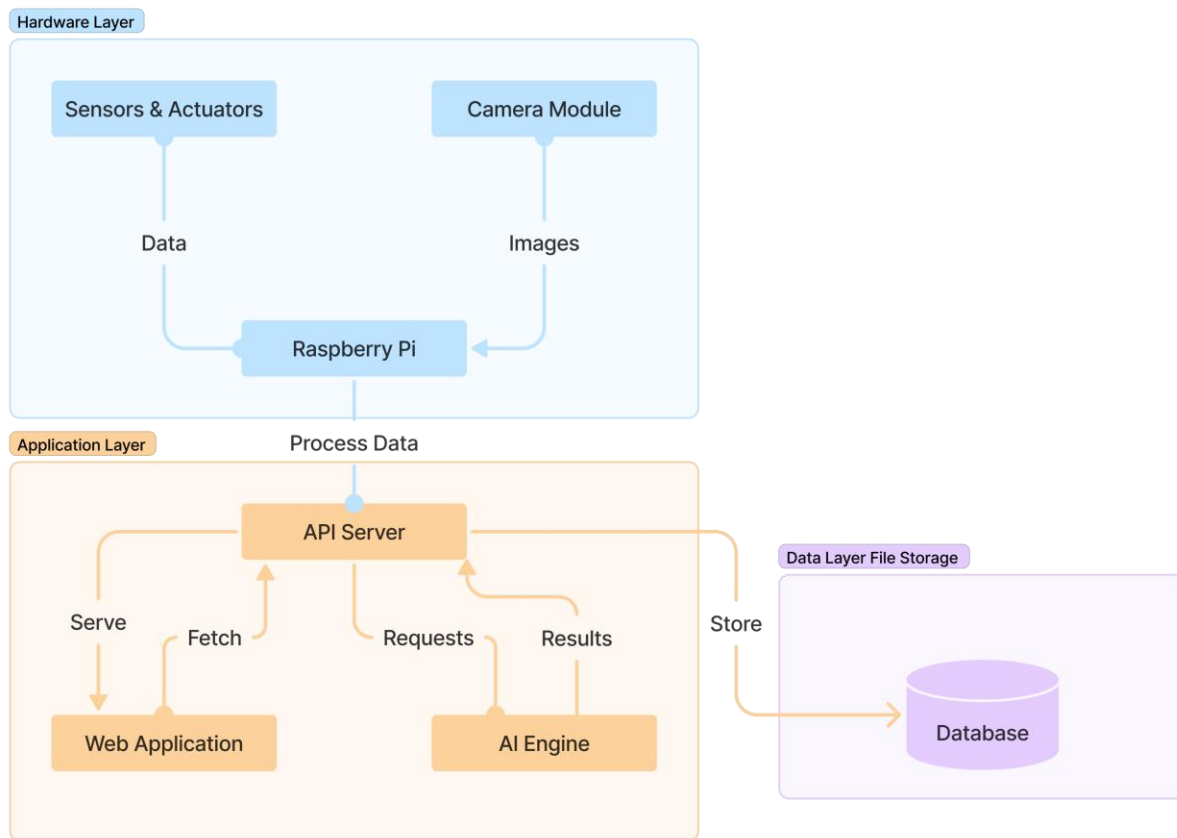 Hardware Layer
Sensors & Actuators
Camera Module
Data
Images
Raspberry Pi
Process Data
Application Layer
API Server
Serve
Fetch
Requests
Results
Store
Web Application
AI Engine
Data Layer File Storage
Database